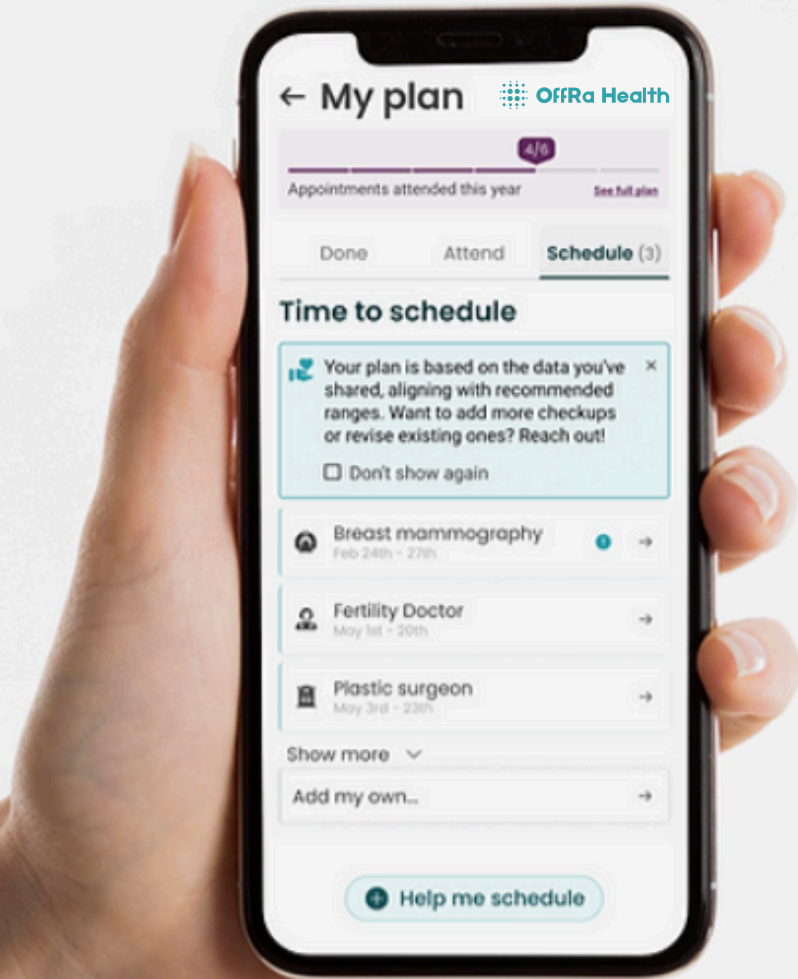 ← My plan OffRa Health
4/6
Appointments attended this year See full plan
Done Attend Schedule (3)
Time to schedule
Your plan is based on the data you've ×
shared, aligning with recommended
ranges. Want to add more checkups
or revise existing ones? Reach out!
Don't show again
Breast mammography →
Feb 24th - 27th
Fertility Doctor →
May 1st - 20th
Plastic surgeon →
May 3rd - 23th
Show more
Add my own... →
Help me schedule